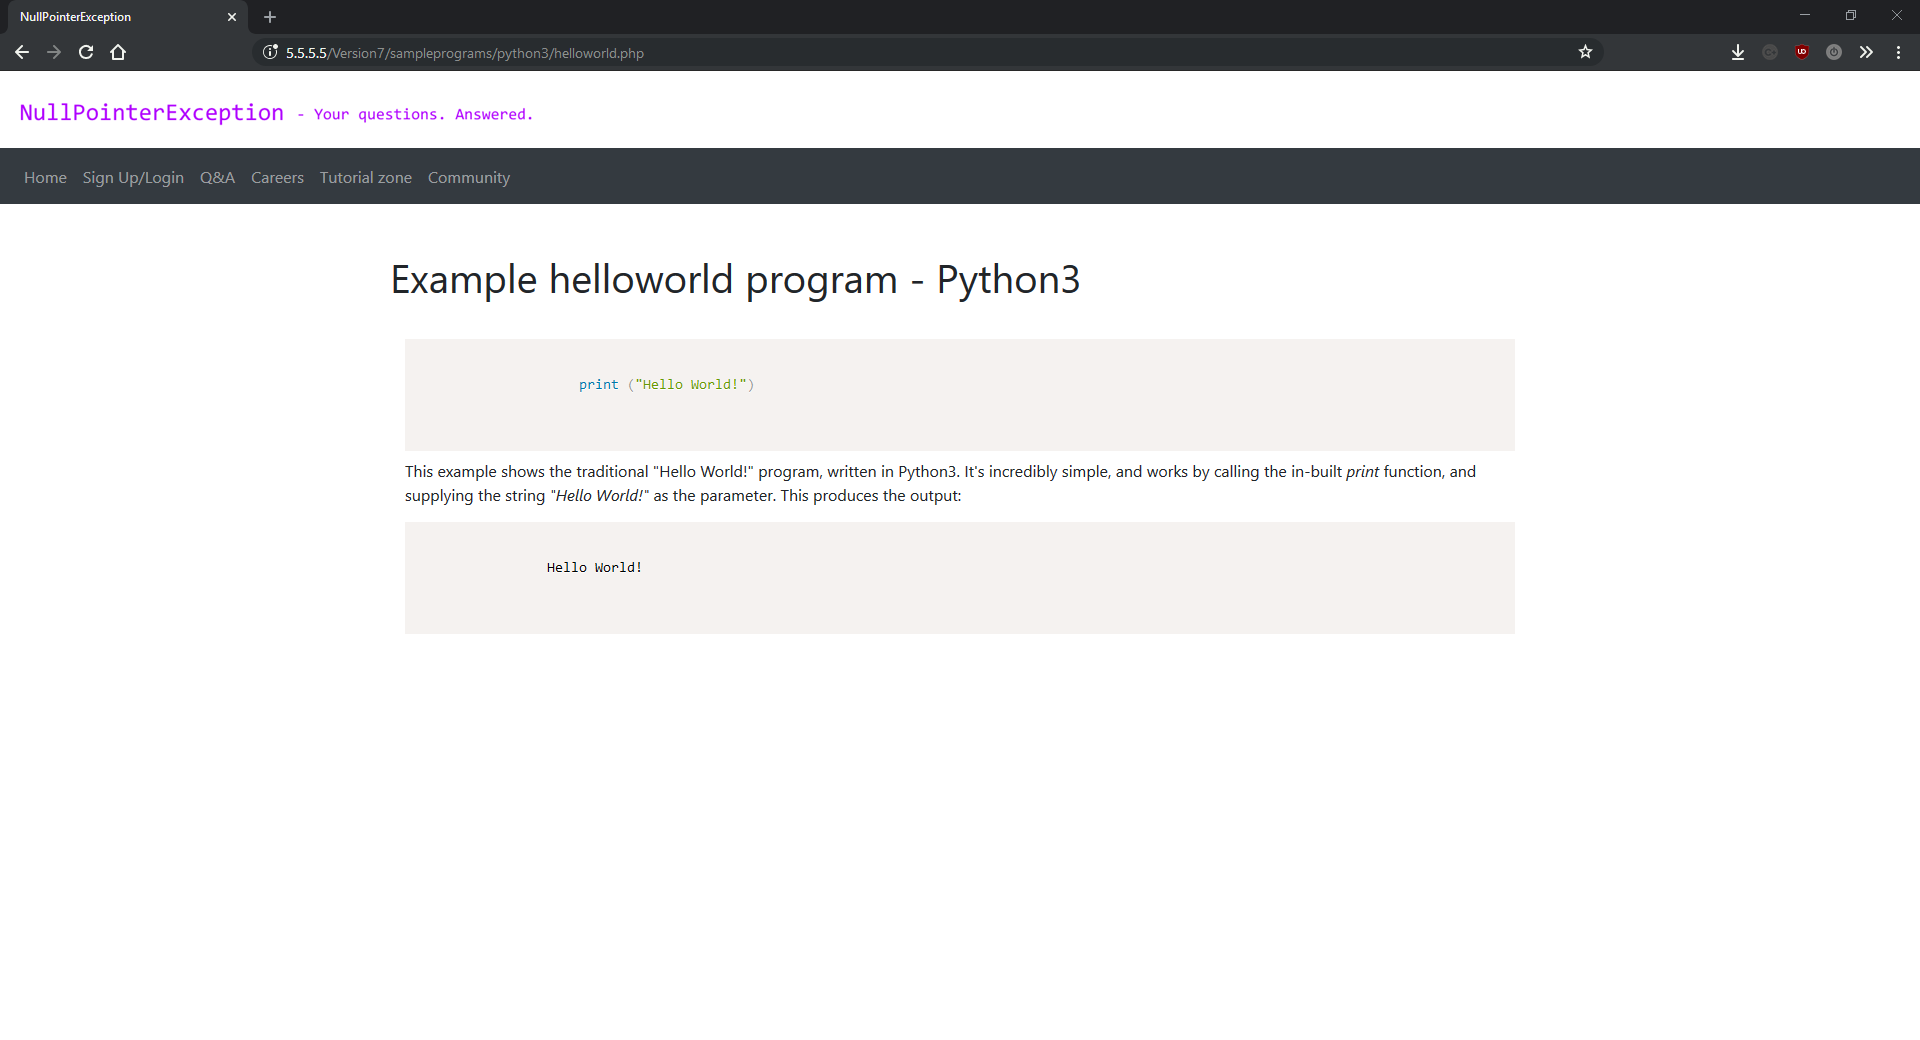 NullPointerException
5.5.5.5/Version7/sampleprograms/python3/helloworld.php
NullPointerException - Your questions. Answered.
Home Sign Up/Login Q&A Careers Tutorial zone Community
Example helloworld program - Python3
print ("Hello World!")
This example shows the traditional "Hello World!" program, written in Python3. It's incredibly simple, and works by calling the in-built print function, and
supplying the string "Hello World!" as the parameter. This produces the output:
Hello World!